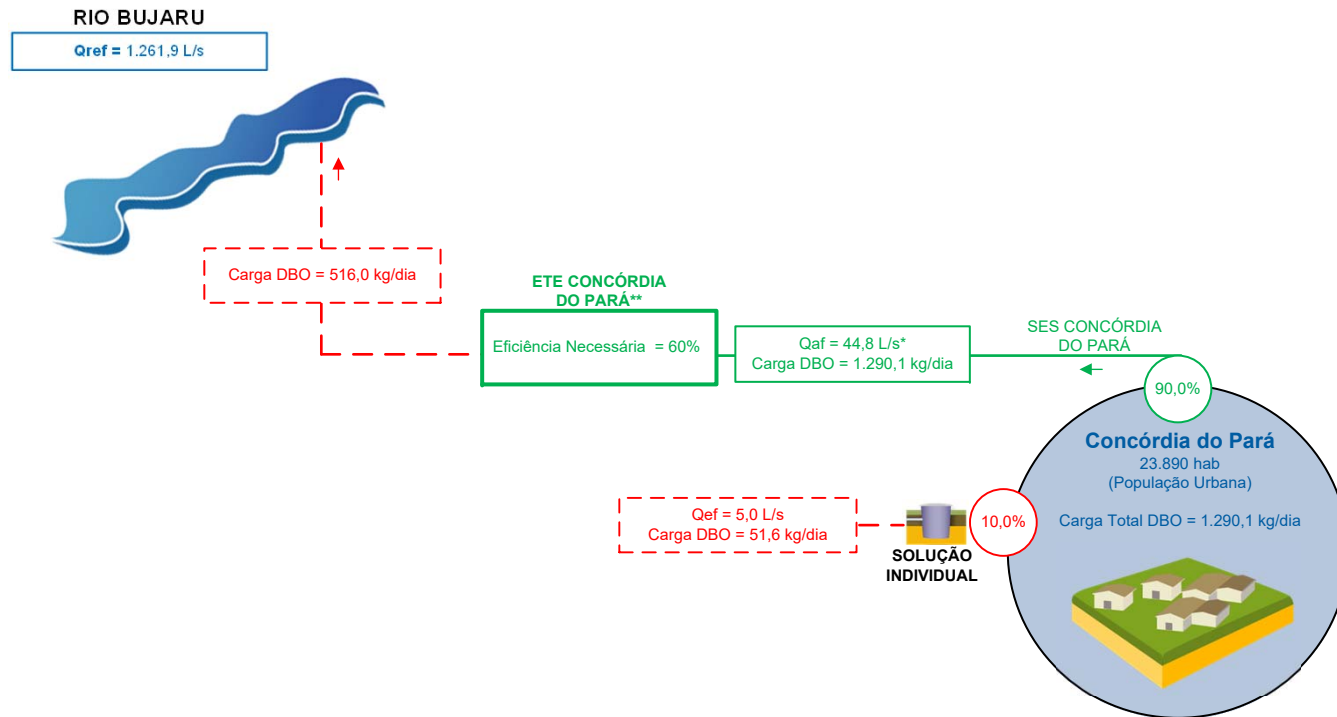 RIO BUJARU
Qref = 1.261,9 L/s
Carga DBO = 516,0 kg/dia
ETE CONCÓRDIA
DO PARÁ**
Eficiência Necessária = 60%
Qaf = 44,8 L/s*
Carga DBO = 1.290,1 kg/dia
SES CONCÓRDIA
DO PARÁ
90,0%
Concórdia do Pará
23.890 hab
(População Urbana)
Carga Total DBO = 1.290,1 kg/dia
10,0%
Qef = 5,0 L/s
Carga DBO = 51,6 kg/dia
SOLUÇÃO
INDIVIDUAL